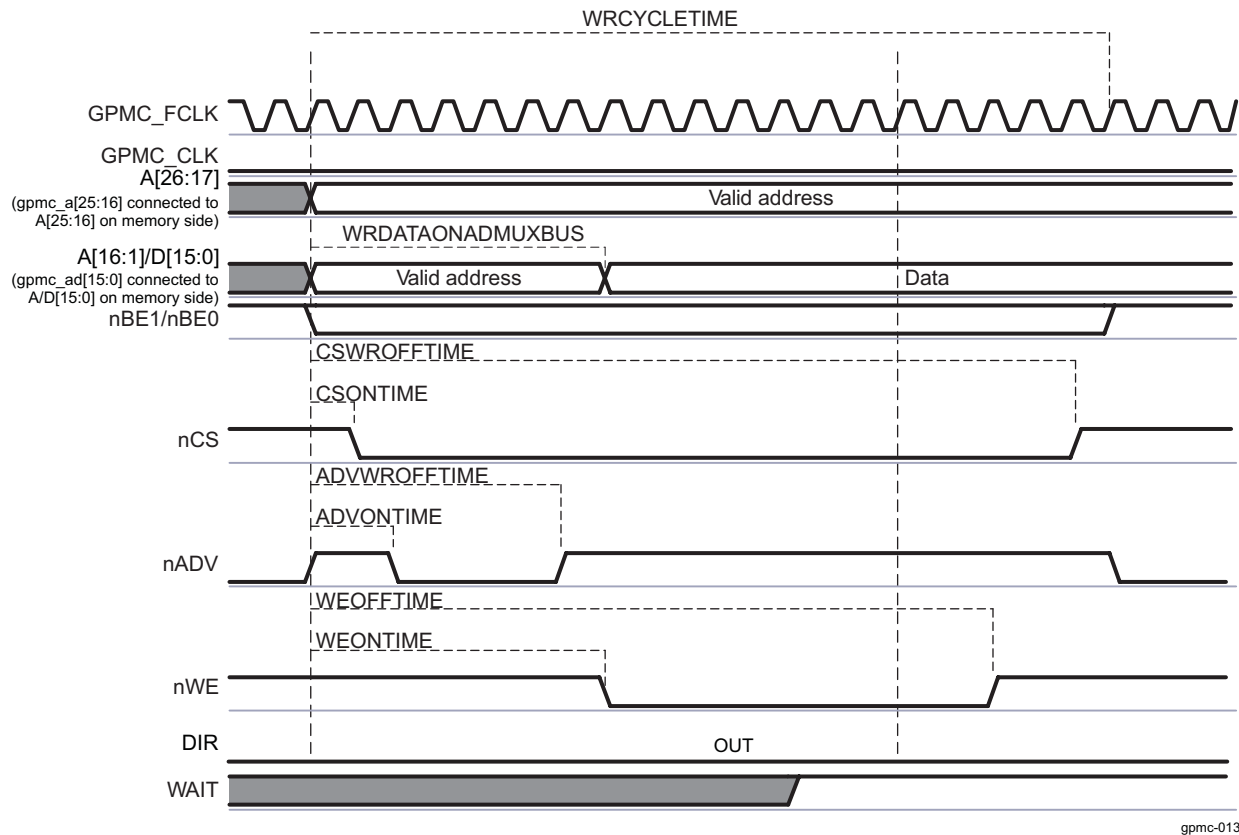 WRCYCLETIME
GPMC_FCLK
GPMC_CLK
A[26:17]
(gpmc_a[25:16] connected to
A[25:16] on memory side)
Valid address
WRDATAONADMUXBUS
A[16:1]/D[15:0]
(gpmc_ad[15:0] connected to
A/D[15:0] on memory side)
Valid address
Data
nBE1/nBE0
CSWROFFTIME
CSONTIME
nCS
ADVWROFFTIME
ADVONTIME
nADV
WEOFFTIME
WEONTIME
nWE
DIR
OUT
WAIT
gpmc-013